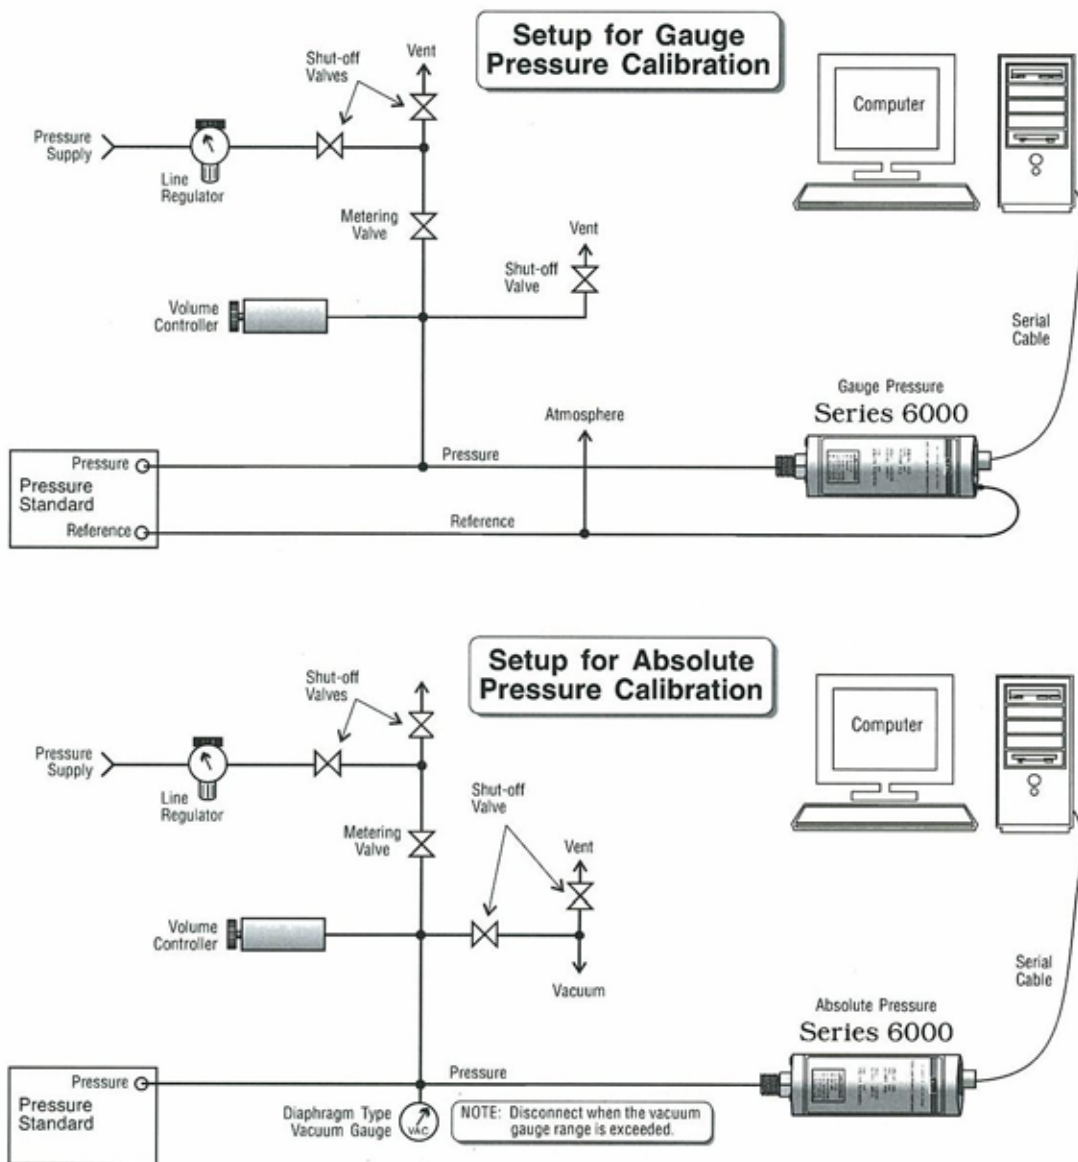 Setup for Gauge
Pressure Calibration
Vent
Shut-off
Valves
Computer
Pressure
Supply
Line
Regulator
Metering
Valve
Vent
Shut-off
Valve
Volume
Controller
Serial
Cable
Gauge Pressure
Series 6000
Atmosphere
Pressure
Pressure
Pressure
Standard
Reference
Reference
Setup for Absolute
Pressure Calibration
Shut-off
Valves
Computer
Pressure
Supply
Line
Regulator
Shut-off
Valve
Metering
Valve
Vent
Volume
Controller
Vacuum
Serial
Cable
Absolute Pressure
Series 6000
Pressure
Pressure
Pressure
Standard
Diaphragm Type
Vacuum Gauge
VAC
NOTE: Disconnect when the vacuum
gauge range is exceeded.